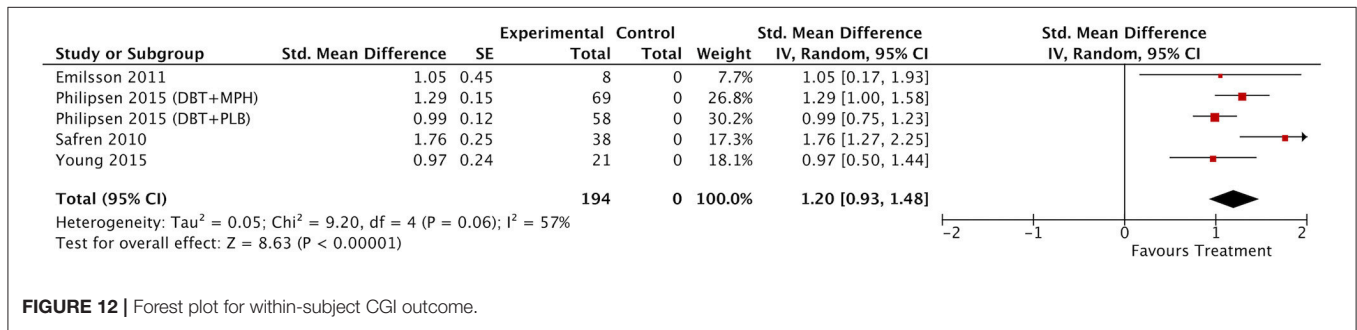 Experimental Control Std. Mean Difference Std. Mean Difference
Study or Subgroup Std. Mean Difference SE Total Total Weight IV, Random, 95% CI IV, Random, 95% CI
Emilsson 2011 1.05 0.45 8 0 7.7% 1.05 [0.17, 1.93]
Philipsen 2015 (DBT+MPH) 1.29 0.15 69 0 26.8% 1.29 [1.00, 1.58]
Philipsen 2015 (DBT+PLB) 0.99 0.12 58 0 30.2% 0.99 [0.75, 1.23]
Safren 2010 1.76 0.25 38 0 17.3% 1.76 [1.27, 2.25]
Young 2015 0.97 0.24 21 0 18.1% 0.97 [0.50, 1.44]
Total (95% CI) 194 0 100.0% 1.20 [0.93, 1.48]
Heterogeneity: Tau² = 0.05; Chi² = 9.20, df = 4 (P = 0.06); I² = 57%
Test for overall effect: Z = 8.63 (P < 0.00001)
-2 -1 0 1 2
Favours Treatment
FIGURE 12 | Forest plot for within-subject CGI outcome.